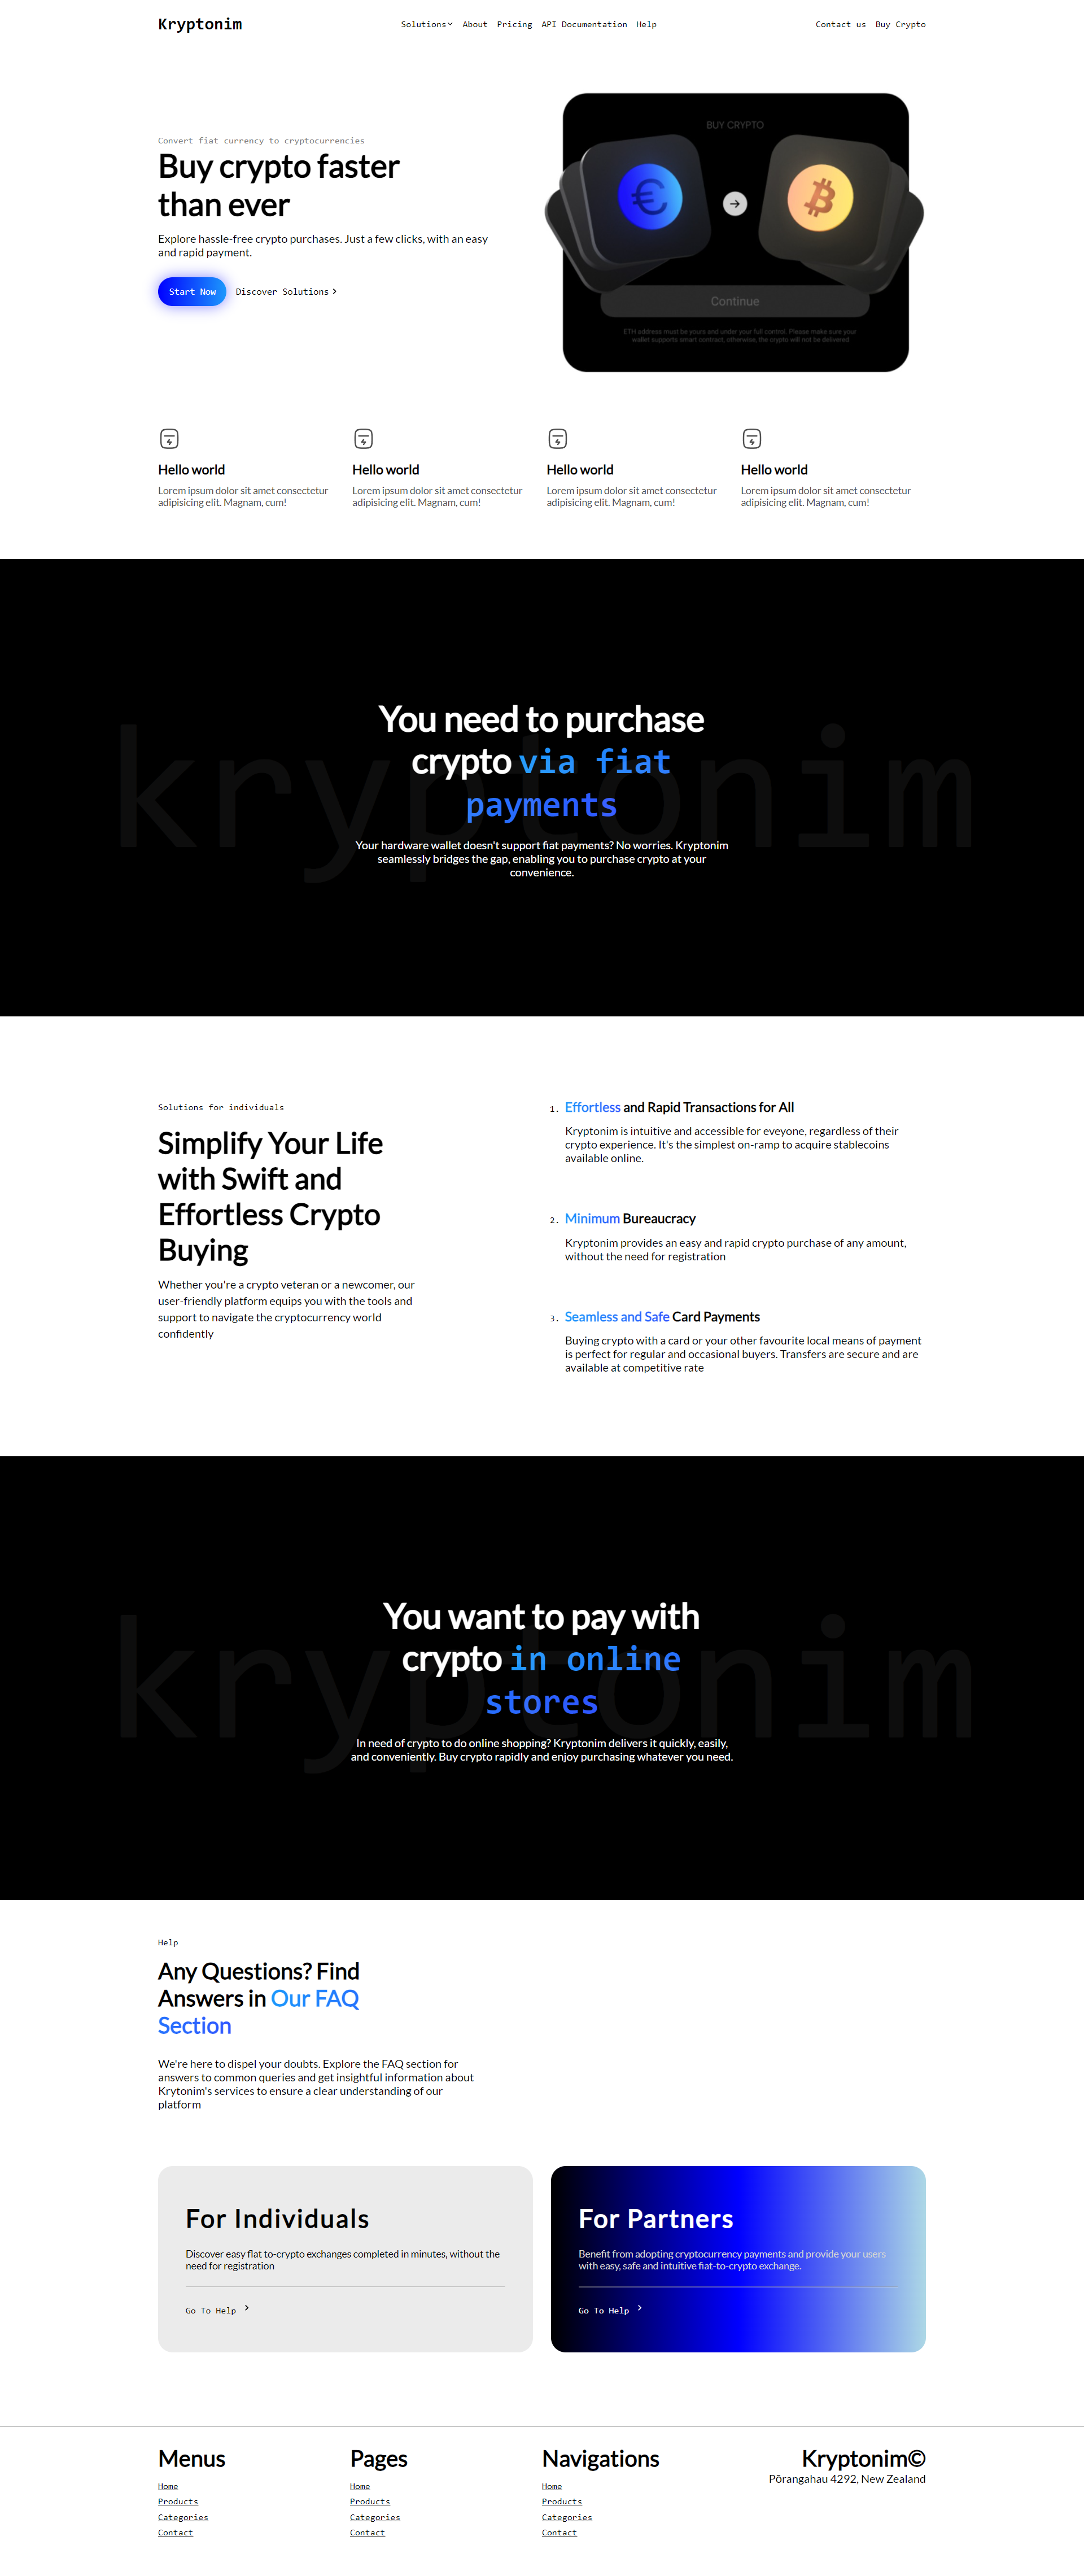 Kryptonim
Solutions About Pricing API Documentation Help
Contact us Buy Crypto
Convert fiat currency to cryptocurrencies
Buy crypto faster
than ever
Explore hassle-free crypto purchases. Just a few clicks, with an easy
and rapid payment.
Start Now
Discover Solutions
BUY CRYPTO
Continue
ETH address must be yours and under your full control. Please make sure your
wallet supports smart contract, otherwise, the crypto will not be delivered
Hello world
Lorem ipsum dolor sit amet consectetur
adipisicing elit. Magnam, cum!
Hello world
Lorem ipsum dolor sit amet consectetur
adipisicing elit. Magnam, cum!
Hello world
Lorem ipsum dolor sit amet consectetur
adipisicing elit. Magnam, cum!
Hello world
Lorem ipsum dolor sit amet consectetur
adipisicing elit. Magnam, cum!
kryptonim
You need to purchase
crypto via fiat
payments
Your hardware wallet doesn't support fiat payments? No worries. Kryptonim
seamlessly bridges the gap, enabling you to purchase crypto at your
convenience.
Solutions for individuals
Simplify Your Life
with Swift and
Effortless Crypto
Buying
Whether you're a crypto veteran or a newcomer, our
user-friendly platform equips you with the tools and
support to navigate the cryptocurrency world
confidently
1. Effortless and Rapid Transactions for All
Kryptonim is intuitive and accessible for eveyone, regardless of their
crypto experience. It's the simplest on-ramp to acquire stablecoins
available online.
2. Minimum Bureaucracy
Kryptonim provides an easy and rapid crypto purchase of any amount,
without the need for registration
3. Seamless and Safe Card Payments
Buying crypto with a card or your other favourite local means of payment
is perfect for regular and occasional buyers. Transfers are secure and are
available at competitive rate
kryptonim
You want to pay with
crypto in online
stores
In need of crypto to do online shopping? Kryptonim delivers it quickly, easily,
and conveniently. Buy crypto rapidly and enjoy purchasing whatever you need.
Help
Any Questions? Find
Answers in Our FAQ
Section
We're here to dispel your doubts. Explore the FAQ section for
answers to common queries and get insightful information about
Krytonim's services to ensure a clear understanding of our
platform
For Individuals
Discover easy flat to-crypto exchanges completed in minutes, without the
need for registration
Go To Help
For Partners
Benefit from adopting cryptocurrency payments and provide your users
with easy, safe and intuitive fiat-to-crypto exchange.
Go To Help
Menus
Home
Products
Categories
Contact
Pages
Home
Products
Categories
Contact
Navigations
Home
Products
Categories
Contact
Kryptonim©
Pōrangahau 4292, New Zealand